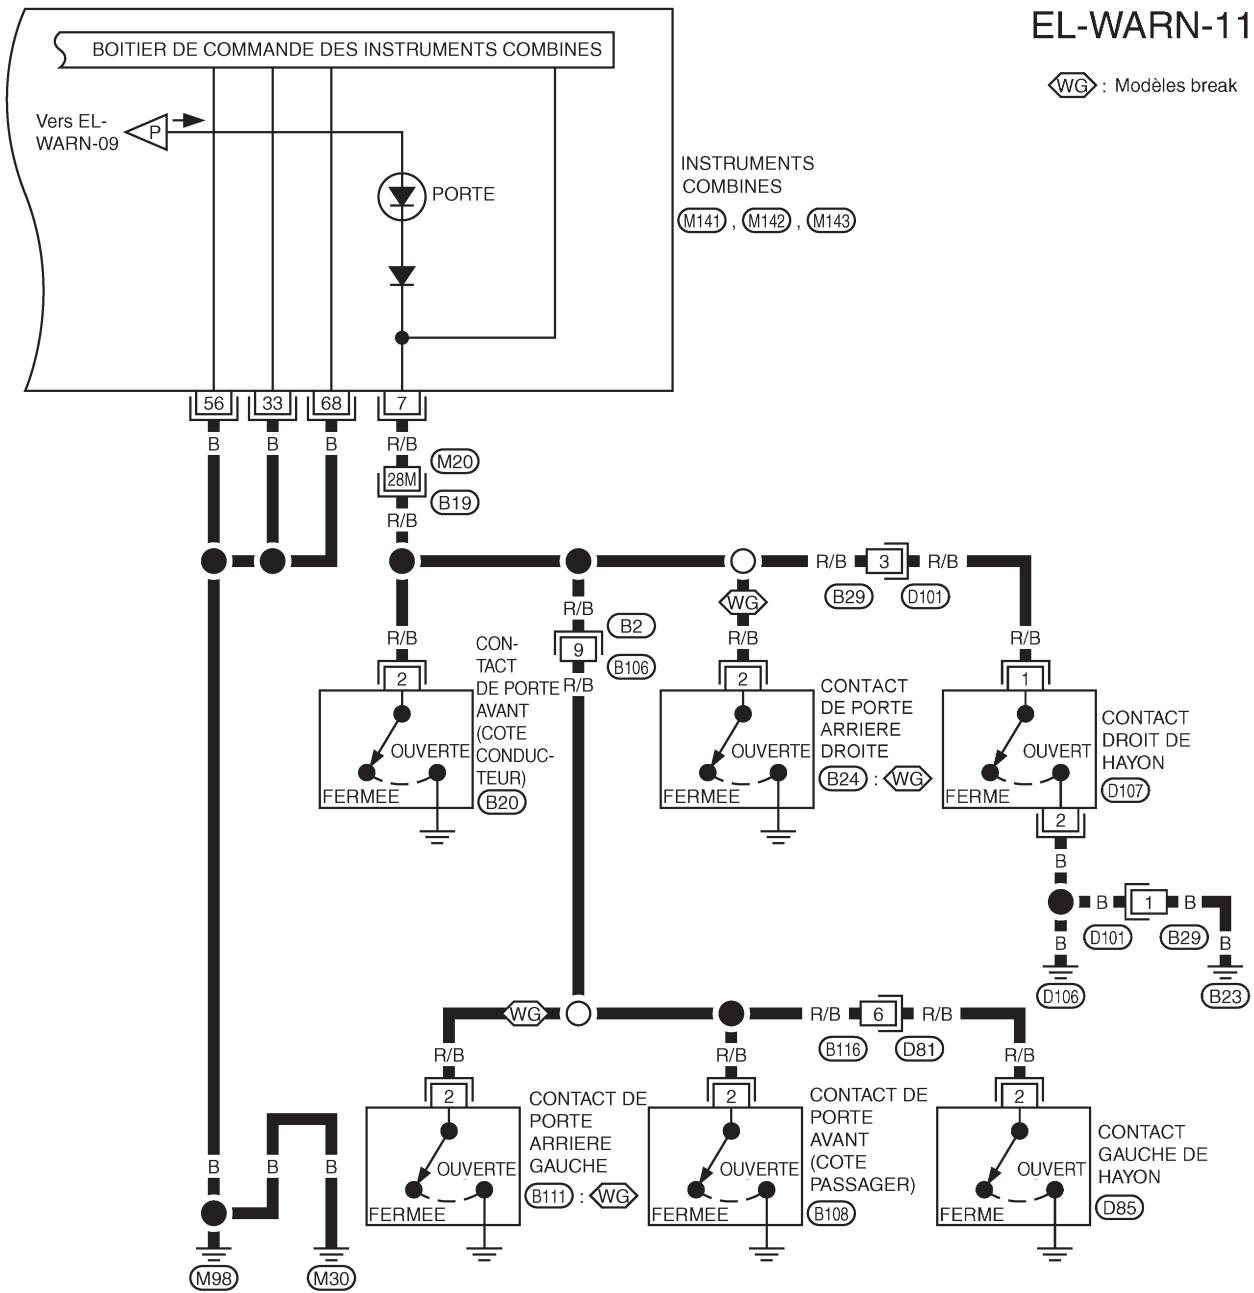 EL-WARN-11
WG : Modèles break
BOITIER DE COMMANDE DES INSTRUMENTS COMBINES
Vers EL-
WARN-09
P
PORTE
INSTRUMENTS
COMBINES
M141 , M142 , M143
56 33 68 7
B B B R/B
M20
28M
B19
R/B
R/B 3 R/B
B29 D101
WG
R/B
B2
9
B106
R/B
R/B R/B R/B
2
OUVERTE
FERMEE
CON-
TACT
DE PORTE
AVANT
(COTE
CONDUC-
TEUR)
B20
2
OUVERTE
FERMEE
CONTACT
DE PORTE
ARRIERE
DROITE
B24 : WG
1
OUVERT
FERME
2
CONTACT
DROIT DE
HAYON
D107
B
B 1 B
D101 B29
B B
D106 B23
WG
R/B 6 R/B
B116 D81
R/B R/B R/B
2
OUVERTE
FERMEE
CONTACT DE
PORTE
ARRIERE
GAUCHE
B111 : WG
2
OUVERTE
FERMEE
CONTACT DE
PORTE
AVANT
(COTE
PASSAGER)
B108
2
OUVERT
FERME
CONTACT
GAUCHE DE
HAYON
D85
B B B
M98 M30